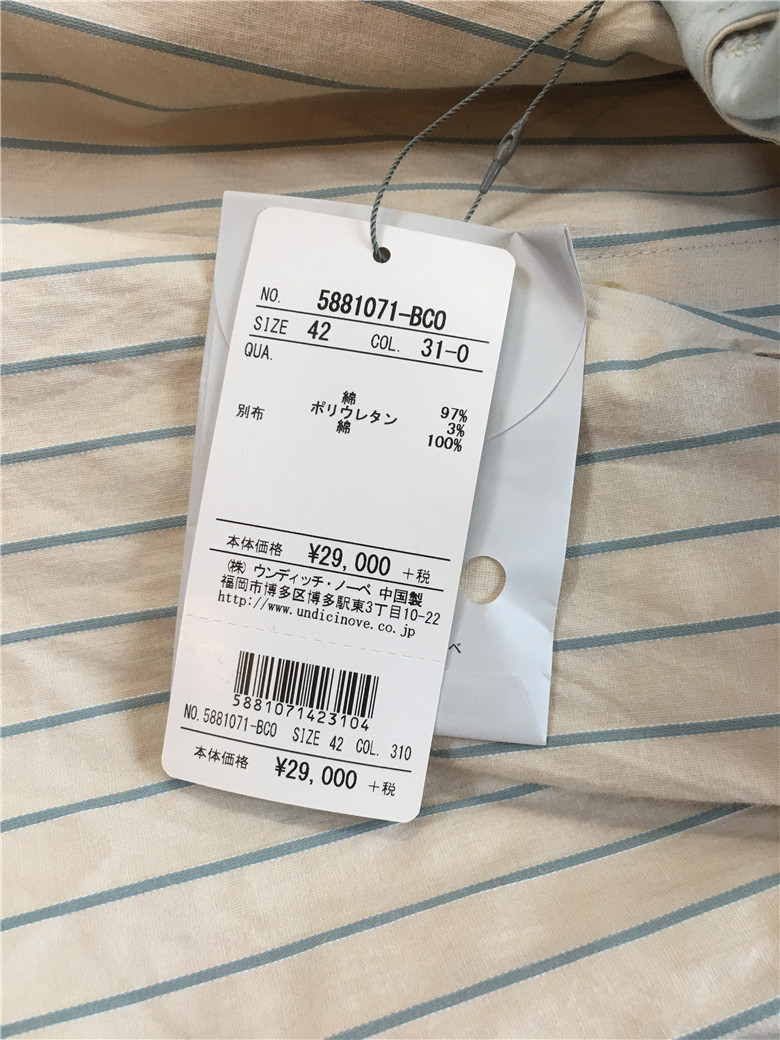 NO. 5881071-BCO
SIZE 42 COL. 31-0
QUA.
綿 97%
別布 ポリウレタン 3%
綿 100%
本体価格 ¥29,000 +税
(株) ウンディッチ・ノーベ 中国製
福岡市博多区博多駅東3丁目10-22
http://www.undicinove.co.jp
5881071423104
NO.5881071-BCO SIZE 42 COL. 310
本体価格 ¥29,000 +税
ベ